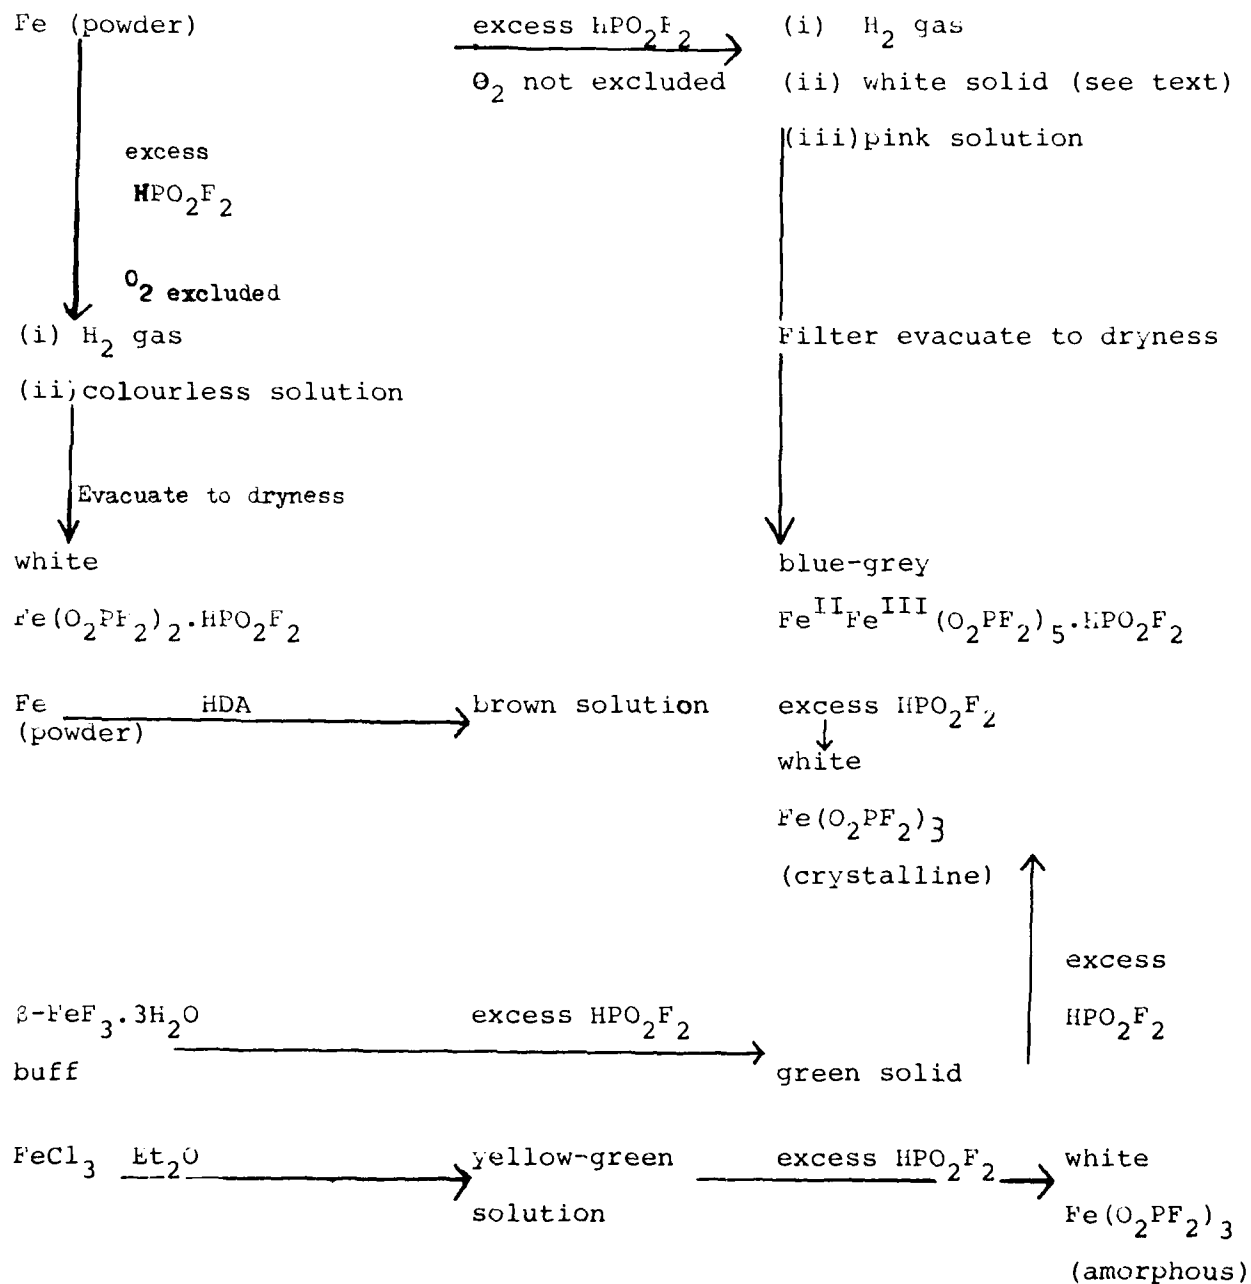 Fe (powder)
excess hPO2F2
O2 not excluded
(i) H2 gas
(ii) white solid (see text)
(iii) pink solution
excess
HPO2F2
O2 excluded
(i) H2 gas
(ii) colourless solution
Filter evacuate to dryness
Evacuate to dryness
white
Fe(O2PF2)2.HPO2F2
blue-grey
FeIIFeIII(O2PF2)5.HPO2F2
Fe
(powder)
HDA
brown solution
excess HPO2F2
white
Fe(O2PF2)3
(crystalline)
excess
HPO2F2
β-FeF3.3H2O
buff
excess HPO2F2
green solid
FeCl3
Et2O
yellow-green
solution
excess HPO2F2
white
Fe(O2PF2)3
(amorphous)